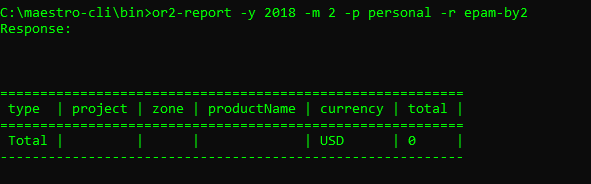 C:\maestro-cli\bin>or2-report -y 2018 -m 2 -p personal -r epam-by2
Response:
==========================================================
type | project | zone | productName | currency | total |
==========================================================
Total | | | | USD | 0 |
----------------------------------------------------------